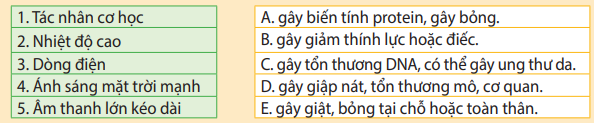 1. Tác nhân cơ học
2. Nhiệt độ cao
3. Dòng điện
4. Ánh sáng mặt trời mạnh
5. Âm thanh lớn kéo dài
A. gây biến tính protein, gây bỏng.
B. gây giảm thính lực hoặc điếc.
C. gây tổn thương DNA, có thể gây ung thư da.
D. gây giập nát, tổn thương mô, cơ quan.
E. gây giật, bỏng tại chỗ hoặc toàn thân.